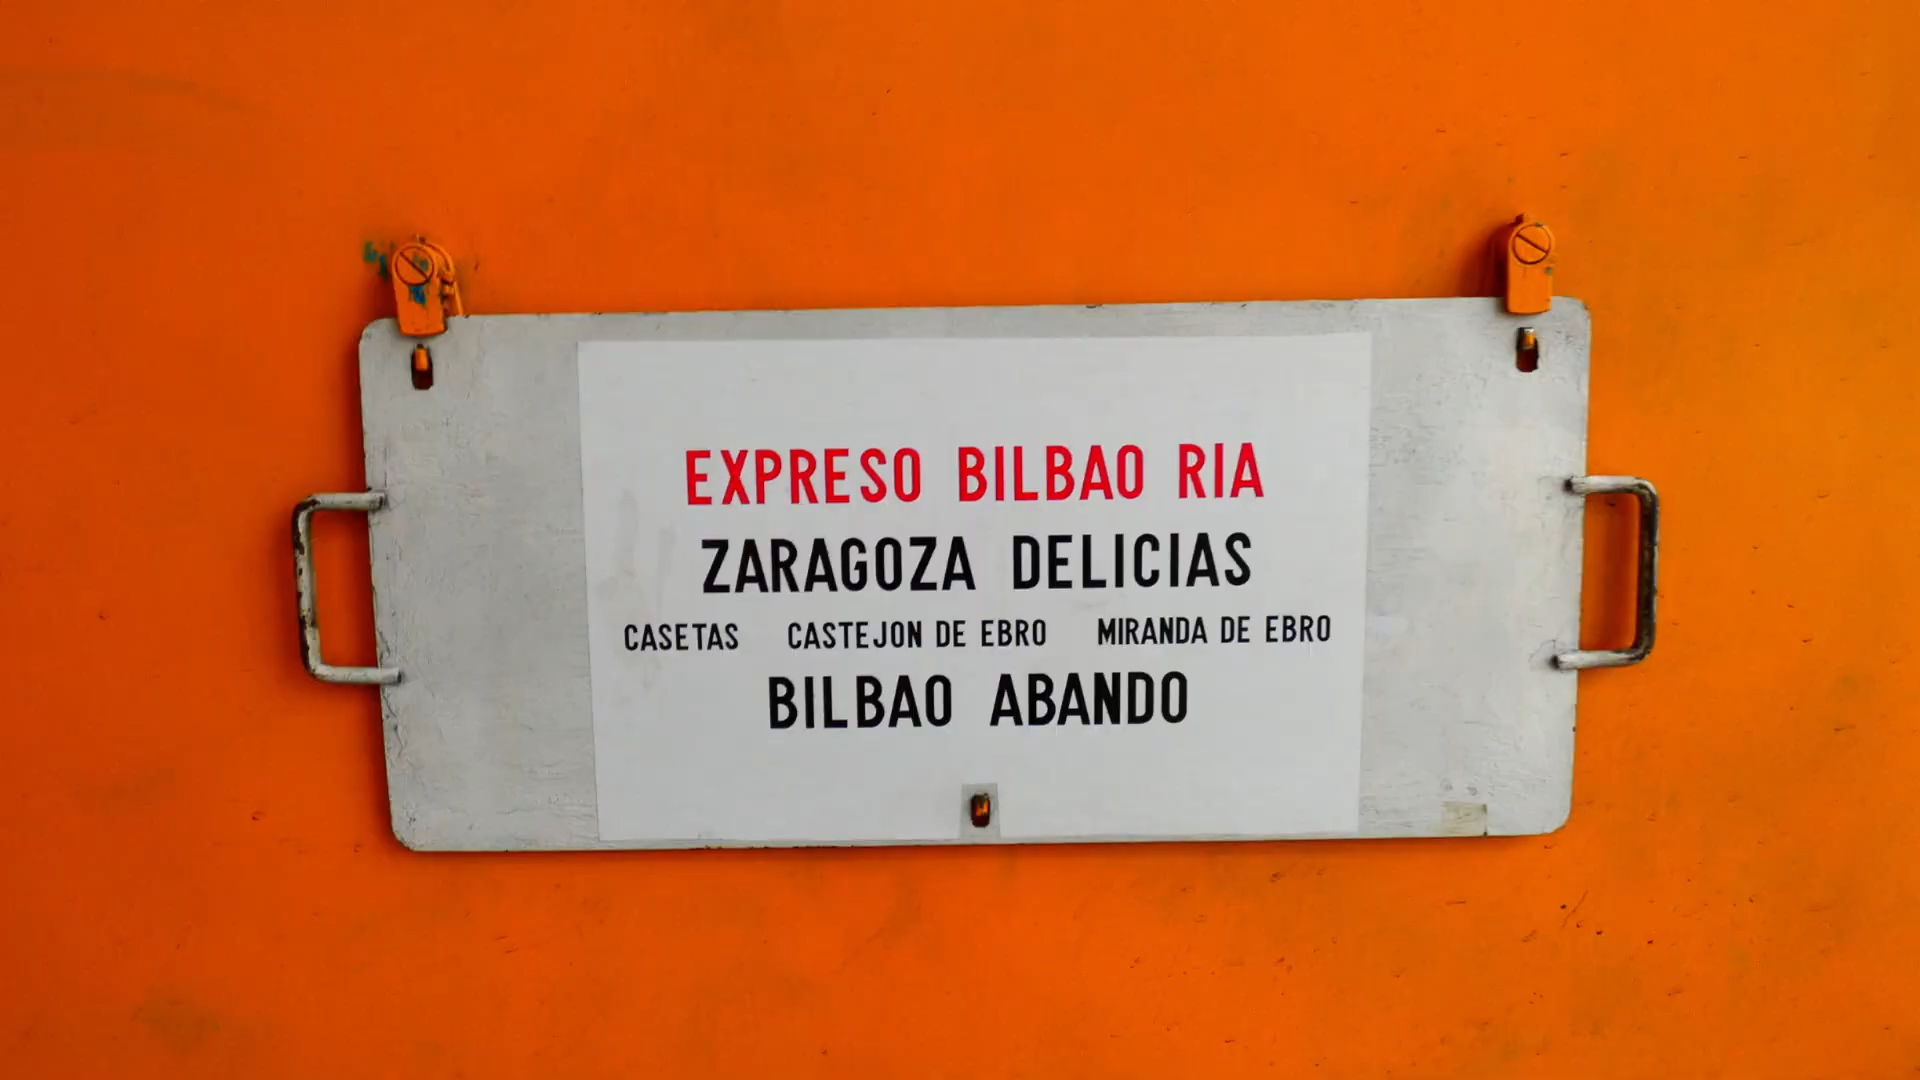 EXPRESO BILBAO RIA
ZARAGOZA DELICIAS
CASETAS CASTEJON DE EBRO MIRANDA DE EBRO
BILBAO ABANDO